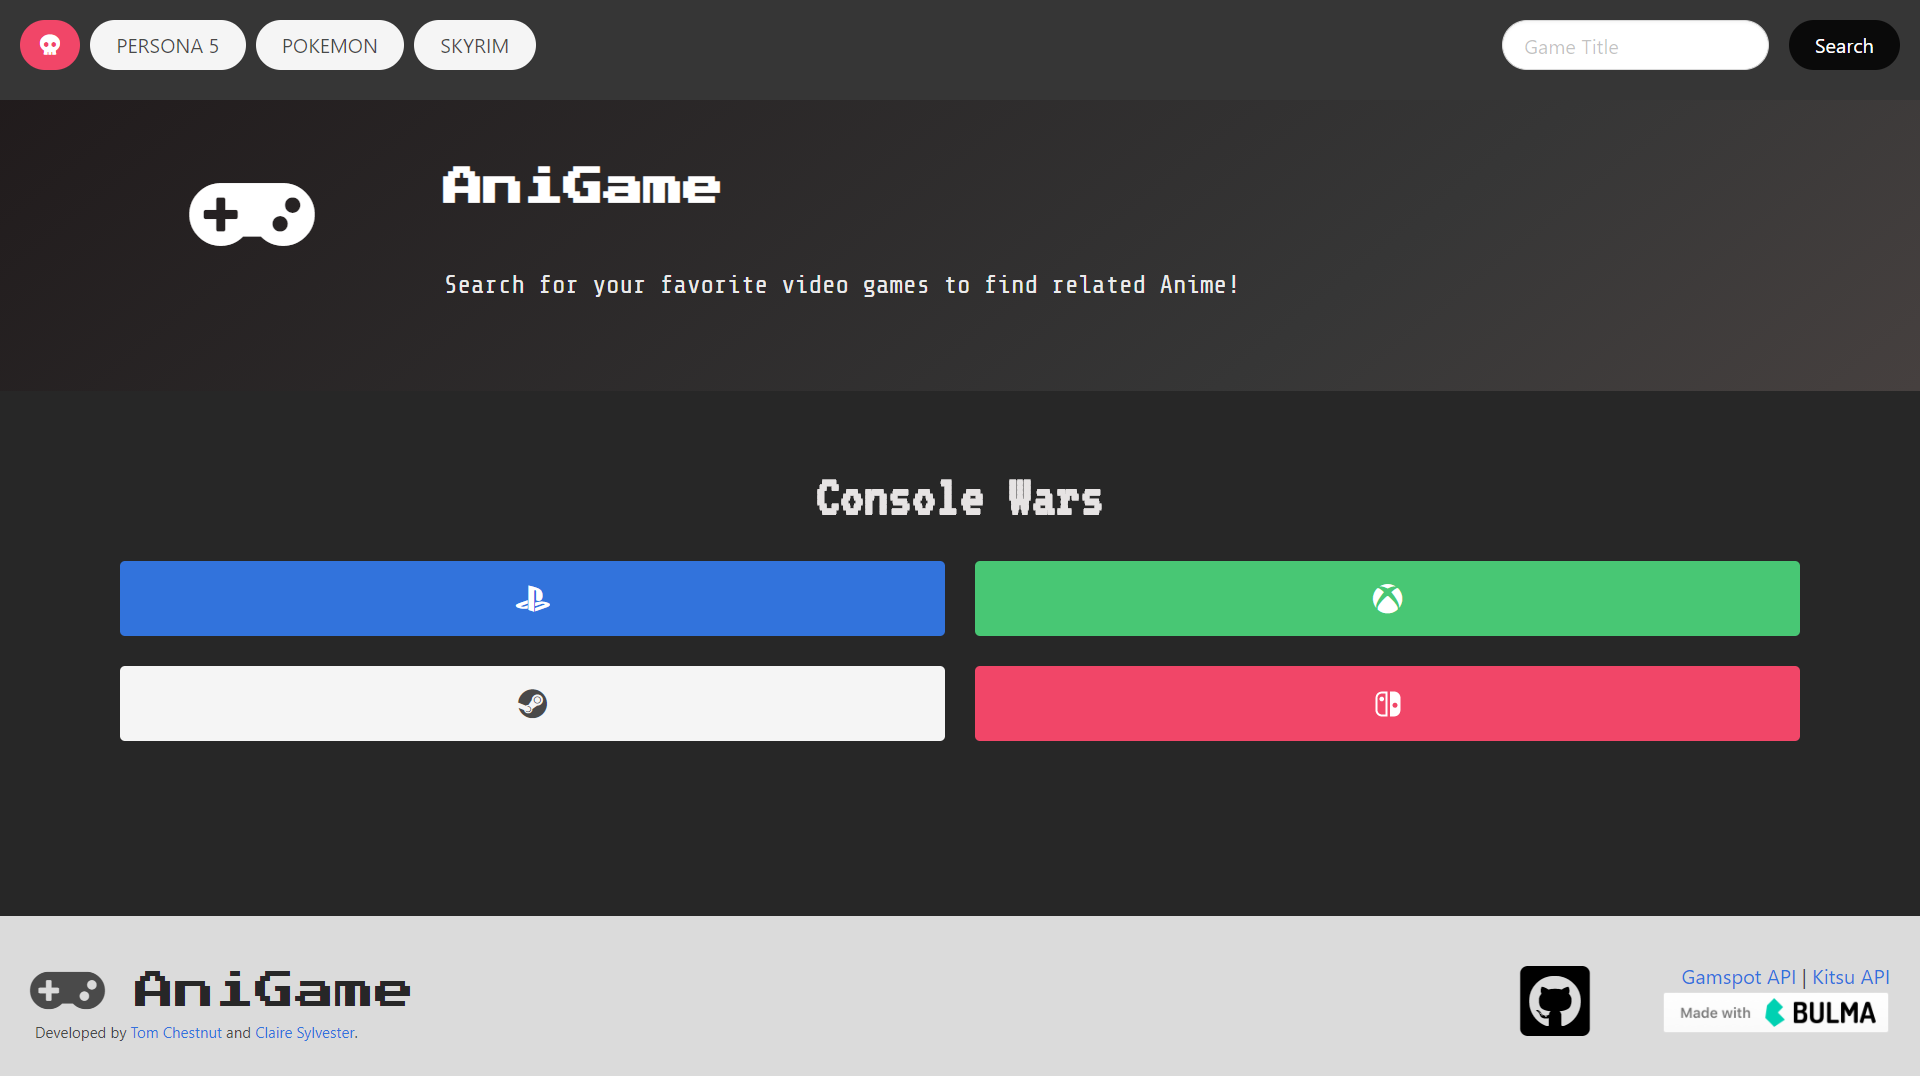 PERSONA 5
POKEMON
SKYRIM
Game Title
Search
AniGame
Search for your favorite video games to find related Anime!
Console Wars
AniGame
Developed by Tom Chestnut and Claire Sylvester.
Gamspot API | Kitsu API
Made with BULMA